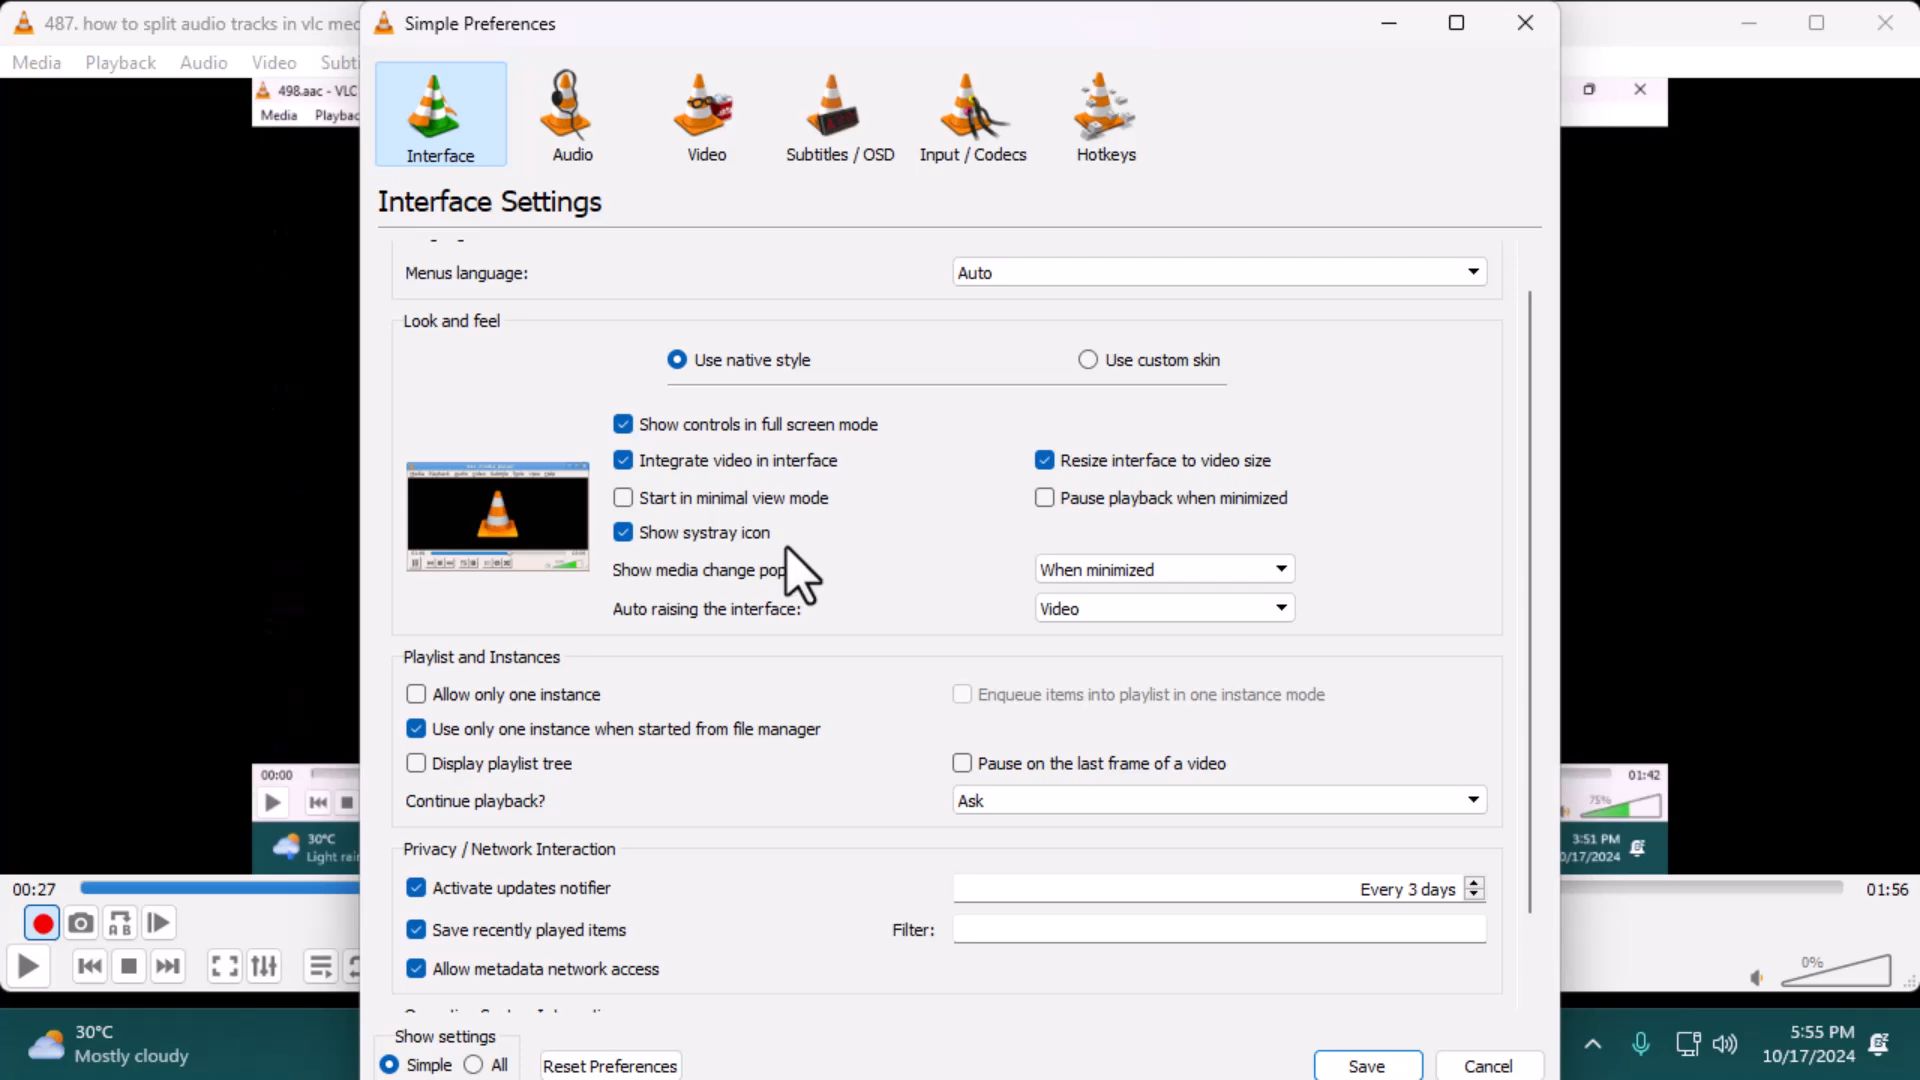 487. how to split audio tracks in vlc med
Simple Preferences
Media Playback Audio Video Subti
498.aac - VLC
Media Playbac
Interface
Audio
Video
Subtitles / OSD
Input / Codecs
Hotkeys
Interface Settings
Menus language:
Auto
Look and feel
Use native style
Use custom skin
Show controls in full screen mode
Integrate video in interface
Resize interface to video size
Start in minimal view mode
Pause playback when minimized
Show systray icon
Show media change pop
When minimized
Auto raising the interface:
Video
Playlist and Instances
Allow only one instance
Enqueue items into playlist in one instance mode
Use only one instance when started from file manager
Display playlist tree
Pause on the last frame of a video
Continue playback?
Ask
00:00
01:42
75%
30°C
Light rai
3:51 PM
0/17/2024
Privacy / Network Interaction
Activate updates notifier
Every 3 days
Save recently played items
Filter:
Allow metadata network access
00:27
01:56
0%
Show settings
Simple
All
Reset Preferences
Save
Cancel
30°C
Mostly cloudy
5:55 PM
10/17/2024